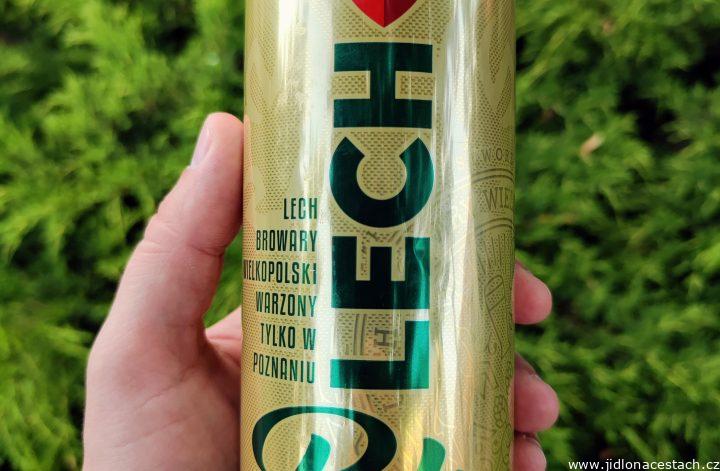 LECH
LECH
BROWARY
WIELKOPOLSKI
WARZONY
TYLKO W
POZNANIU
www.jidlonacestach.cz